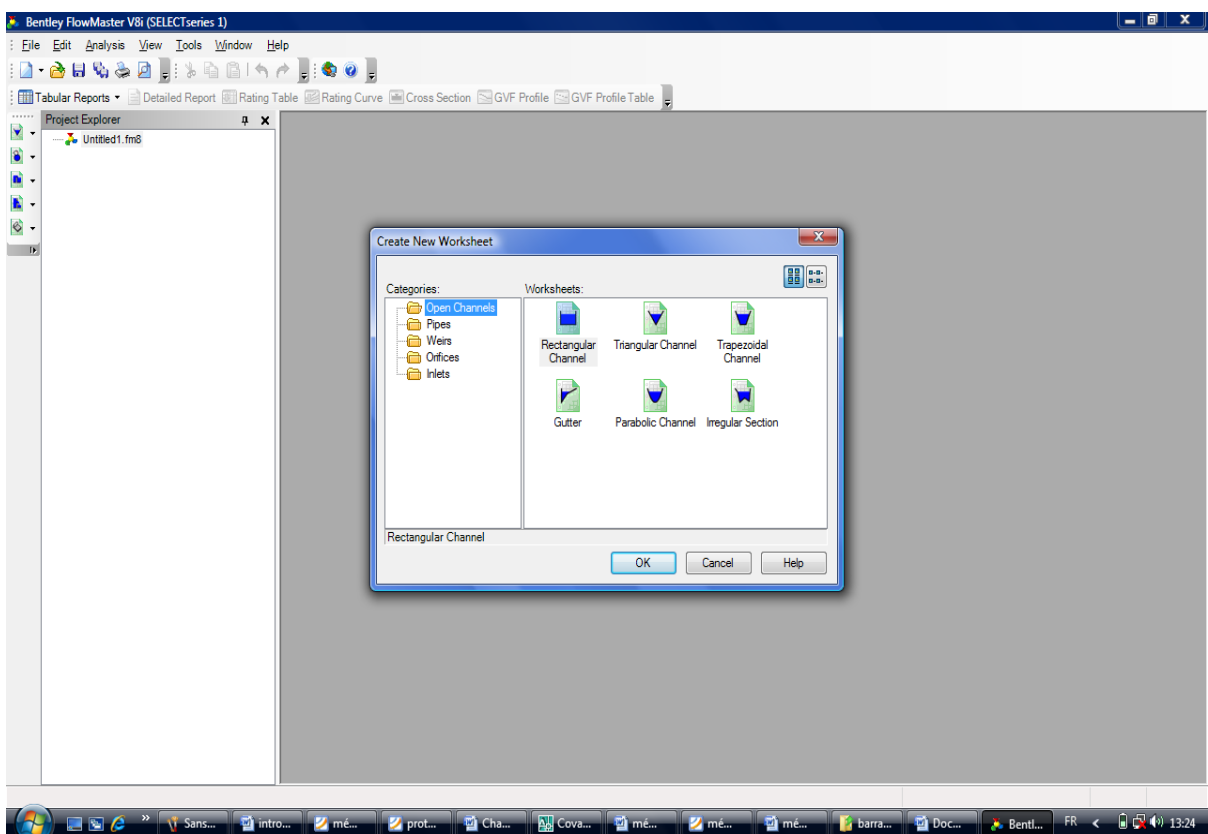 Bentley FlowMaster V8i (SELECTseries 1)
File Edit Analysis View Tools Window Help
Tabular Reports Detailed Report Rating Table Rating Curve Cross Section GVF Profile GVF Profile Table
Project Explorer
Untitled1.fm8
Create New Worksheet
Categories:
Worksheets:
Open Channels
Pipes
Weirs
Orifices
Inlets
Rectangular
Channel
Triangular Channel
Trapezoidal
Channel
Gutter
Parabolic Channel
Irregular Section
Rectangular Channel
OK Cancel Help
Sans... intro... mé... prot... Cha... Cova... mé... mé... mé... barra... Doc... Bentl... FR 13:24